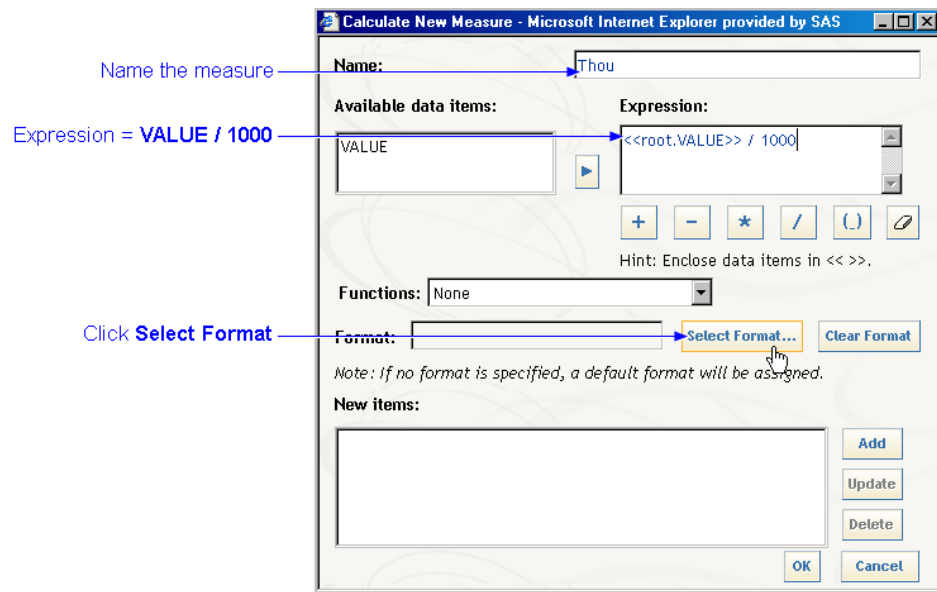 Calculate New Measure - Microsoft Internet Explorer provided by SAS
Name the measure
Name:
Thou
Available data items:
Expression:
Expression = VALUE / 1000
VALUE
<<root.VALUE>> / 1000
+ - * / (_)
Hint: Enclose data items in << >>.
Functions:
None
Click Select Format
Format:
Select Format...
Clear Format
Note: If no format is specified, a default format will be assigned.
New items:
Add
Update
Delete
OK
Cancel